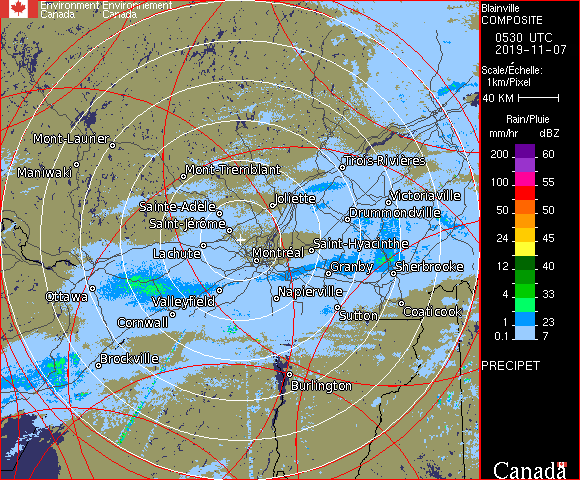 Environment Environnement
Canada Canada
Blainville
COMPOSITE
0530 UTC
2019-11-07
Scale/Échelle:
1km/Pixel
40 KM
Rain/Pluie
mm/hr dBZ
200 60
100 55
50 50
24 45
12 40
4 33
1 23
0.1 7
PRECIPET
Canada
Mont-Laurier
Maniwaki
Mont-Tremblant
Trois-Rivières
Joliette
Victoriaville
Sainte-Adèle
Drummondville
Saint-Jérôme
Saint-Hyacinthe
Lachute
Montréal
Granby
Sherbrooke
Ottawa
Valleyfield
Napierville
Cornwall
Sutton
Coaticook
Brockville
Burlington